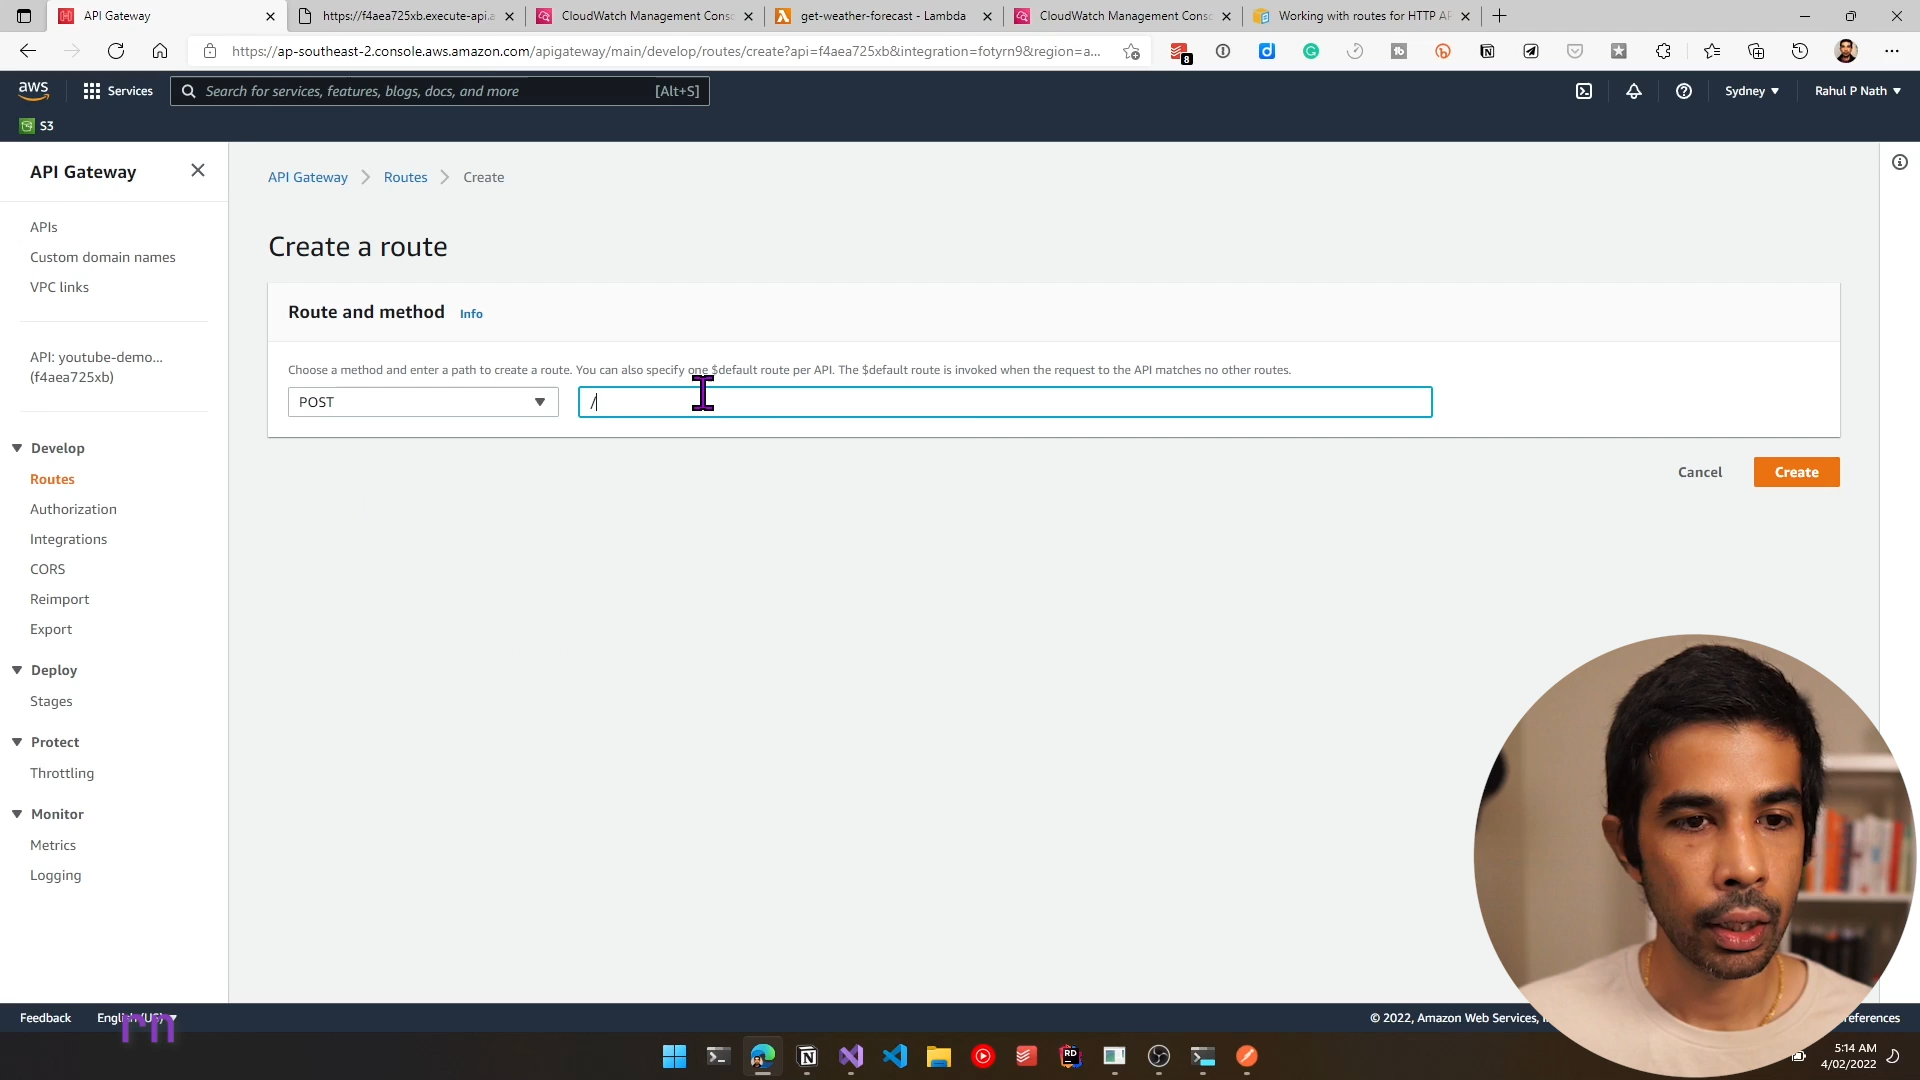 API Gateway
https://f4aea725xb.execute-api.a
CloudWatch Management Consc
get-weather-forecast - Lambda
CloudWatch Management Consc
Working with routes for HTTP AP
https://ap-southeast-2.console.aws.amazon.com/apigateway/main/develop/routes/create?api=f4aea725xb&integration=fotyrn9&region=a...
8
aws
Services
Search for services, features, blogs, docs, and more
[Alt+S]
Sydney
Rahul P Nath
S3
API Gateway
APIs
Custom domain names
VPC links
API: youtube-demo...
(f4aea725xb)
Develop
Routes
Authorization
Integrations
CORS
Reimport
Export
Deploy
Stages
Protect
Throttling
Monitor
Metrics
Logging
API Gateway
Routes
Create
Create a route
Route and method
Info
Choose a method and enter a path to create a route. You can also specify one $default route per API. The $default route is invoked when the request to the API matches no other routes.
POST
/
Cancel
Create
Feedback
English (US)
© 2022, Amazon Web Services,
rn
5:14 AM
4/02/2022